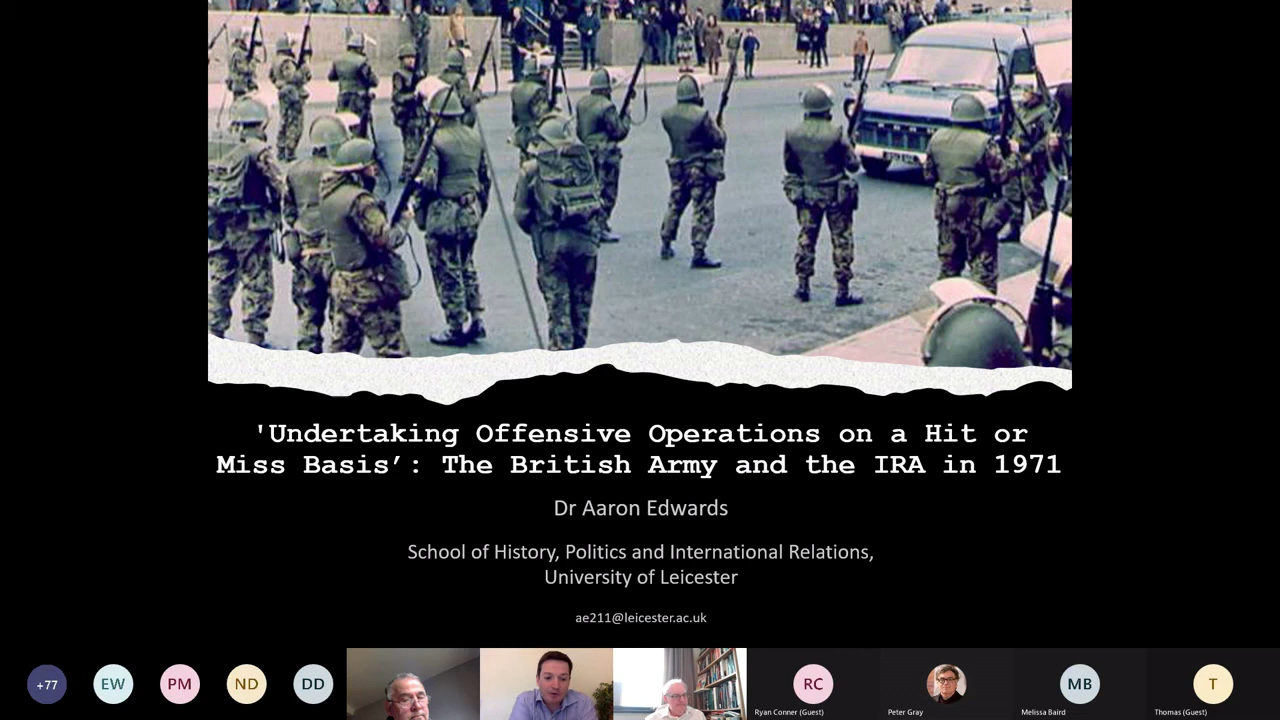 'Undertaking Offensive Operations on a Hit or
Miss Basis’: The British Army and the IRA in 1971
Dr Aaron Edwards
School of History, Politics and International Relations,
University of Leicester
ae211@leicester.ac.uk
+77
EW
PM
ND
DD
RC
MB
T
Ryan Conner (Guest)
Peter Gray
Melissa Baird
Thomas (Guest)